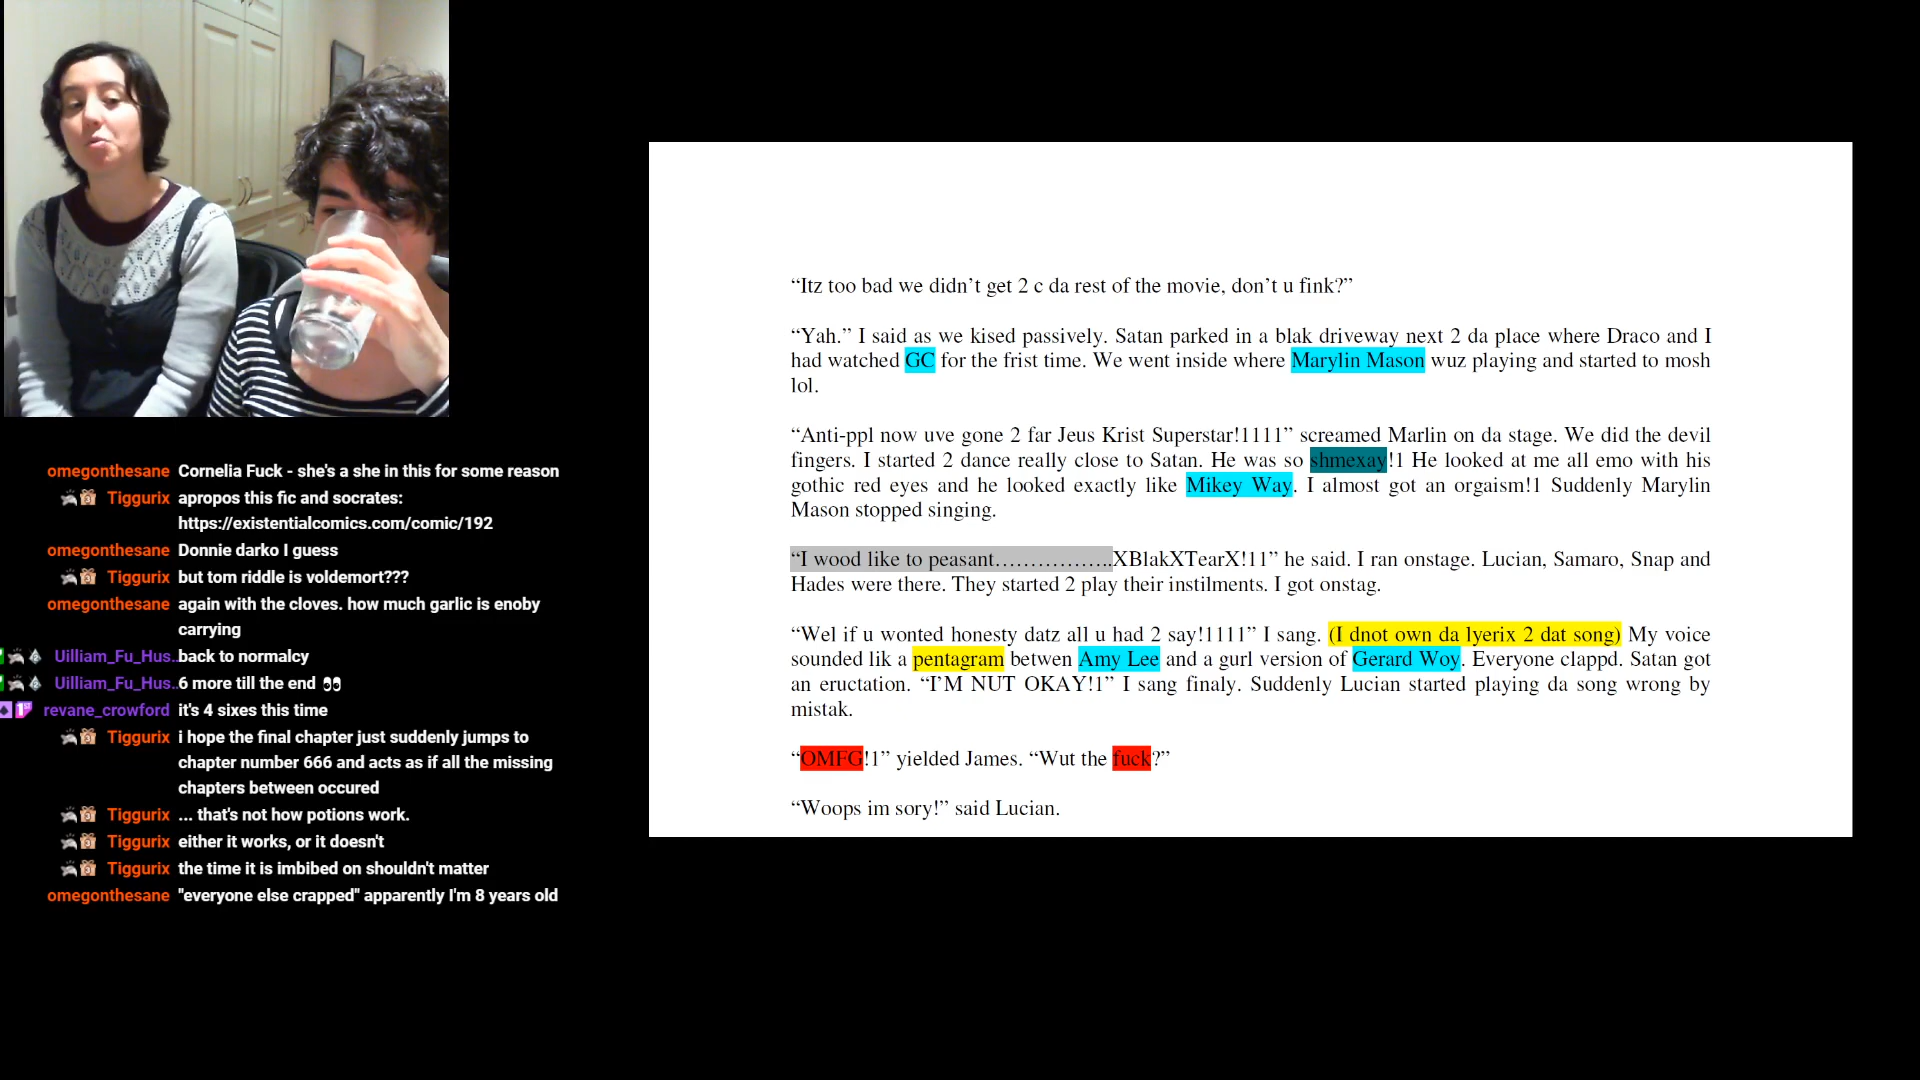 omegonthesane Cornelia Fuck - she's a she in this for some reason
Tiggurix apropos this fic and socrates:
https://existentialcomics.com/comic/192
omegonthesane Donnie darko I guess
Tiggurix but tom riddle is voldemort???
omegonthesane again with the cloves. how much garlic is enoby
carrying
Uilliam_Fu_Hus.. back to normalcy
Uilliam_Fu_Hus.. 6 more till the end 👀
revane_crowford it's 4 sixes this time
Tiggurix i hope the final chapter just suddenly jumps to
chapter number 666 and acts as if all the missing
chapters between occured
Tiggurix ... that's not how potions work.
Tiggurix either it works, or it doesn't
Tiggurix the time it is imbibed on shouldn't matter
omegonthesane "everyone else crapped" apparently I'm 8 years old
“Itz too bad we didn’t get 2 c da rest of the movie, don’t u fink?”
“Yah.” I said as we kised passively. Satan parked in a blak driveway next 2 da place where Draco and I
had watched GC for the frist time. We went inside where Marylin Mason wuz playing and started to mosh
lol.
“Anti-ppl now uve gone 2 far Jeus Krist Superstar!1111” screamed Marlin on da stage. We did the devil
fingers. I started 2 dance really close to Satan. He was so shmexay!1 He looked at me all emo with his
gothic red eyes and he looked exactly like Mikey Way. I almost got an orgaism!1 Suddenly Marylin
Mason stopped singing.
“I wood like to peasant……………..XBlakXTearX!11” he said. I ran onstage. Lucian, Samaro, Snap and
Hades were there. They started 2 play their instilments. I got onstag.
“Wel if u wonted honesty datz all u had 2 say!1111” I sang. (I dnot own da lyerix 2 dat song) My voice
sounded lik a pentagram betwen Amy Lee and a gurl version of Gerard Woy. Everyone clappd. Satan got
an eructation. “I’M NUT OKAY!1” I sang finaly. Suddenly Lucian started playing da song wrong by
mistak.
“OMFG!1” yielded James. “Wut the fuck?”
“Woops im sory!” said Lucian.